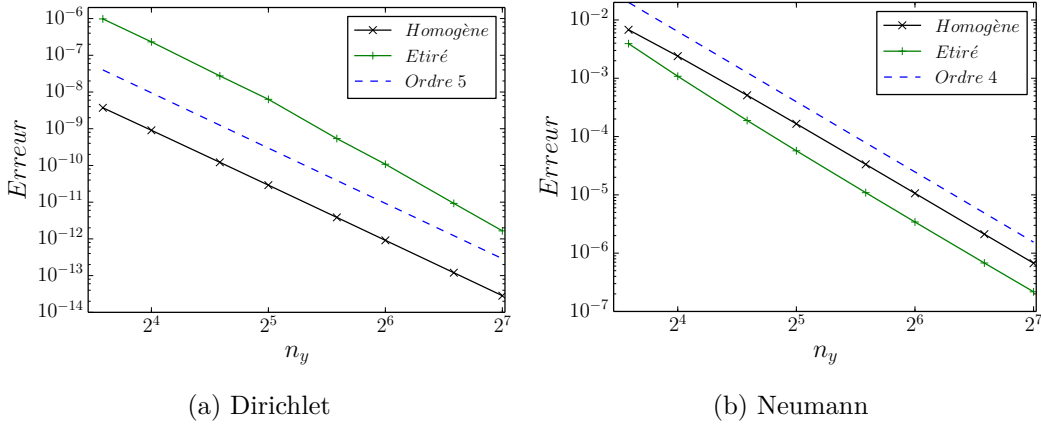 10^{-6}
10^{-7}
10^{-8}
10^{-9}
10^{-10}
10^{-11}
10^{-12}
10^{-13}
10^{-14}
Erreur
2^4 2^5 2^6 2^7
n_y
Homogène
Etiré
Ordre 5
(a) Dirichlet
10^{-2}
10^{-3}
10^{-4}
10^{-5}
10^{-6}
10^{-7}
Erreur
2^4 2^5 2^6 2^7
n_y
Homogène
Etiré
Ordre 4
(b) Neumann